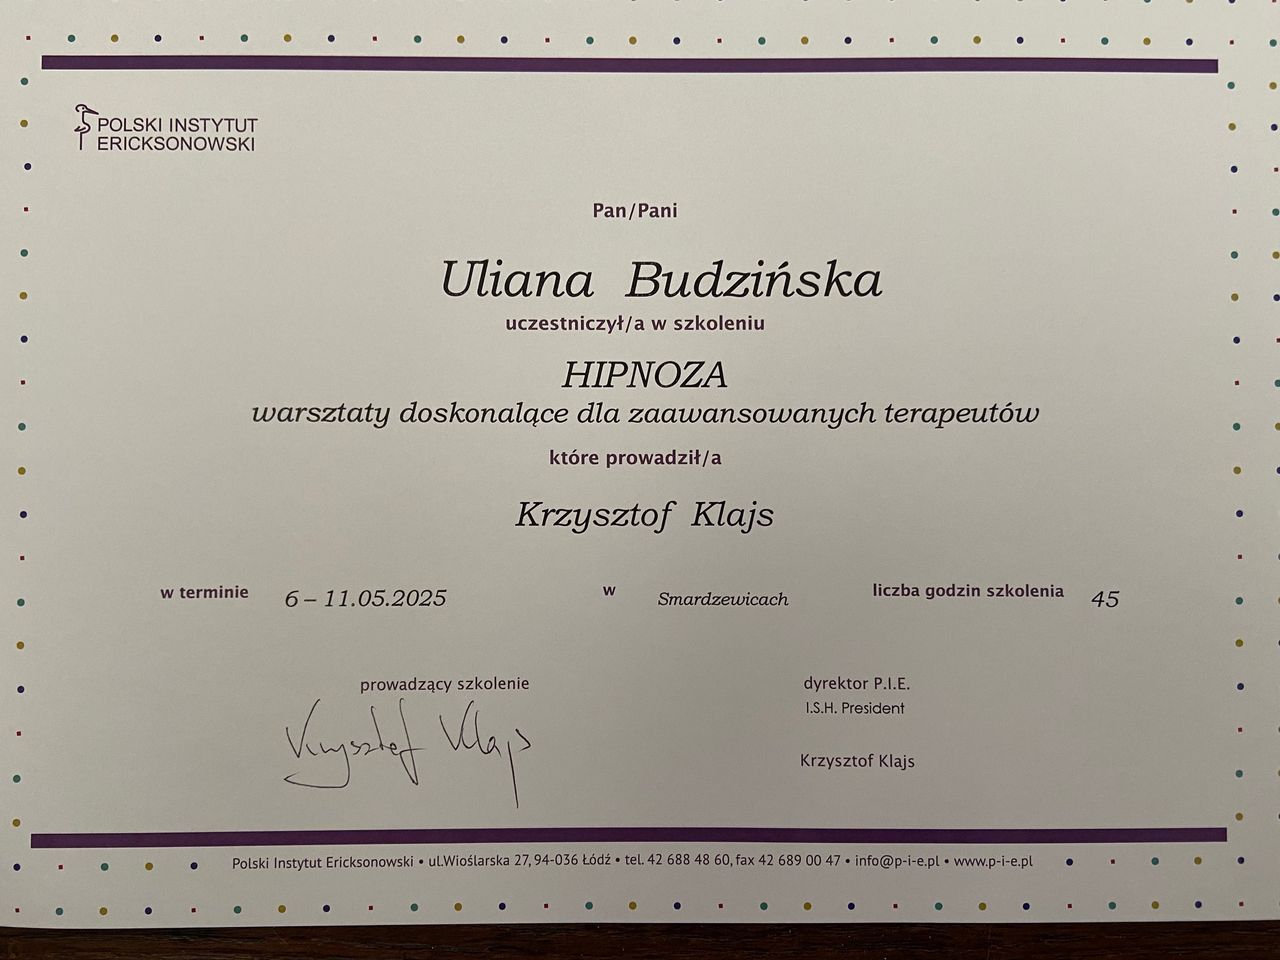 POLSKI INSTYTUT
ERICKSONOWSKI
Pan/Pani
Uliana Budzińska
uczestniczył/a w szkoleniu
HIPNOZA
warsztaty doskonalące dla zaawansowanych terapeutów
które prowadził/a
Krzysztof Klajs
w terminie 6 – 11.05.2025 w Smardzewicach liczba godzin szkolenia 45
prowadzący szkolenie dyrektor P.I.E.
I.S.H. President
Krzysztof Klajs
Krzysztof Klajs
Polski Instytut Ericksonowski • ul.Wioślarska 27, 94-036 Łódź • tel. 42 688 48 60, fax 42 689 00 47 • info@p-i-e.pl • www.p-i-e.pl